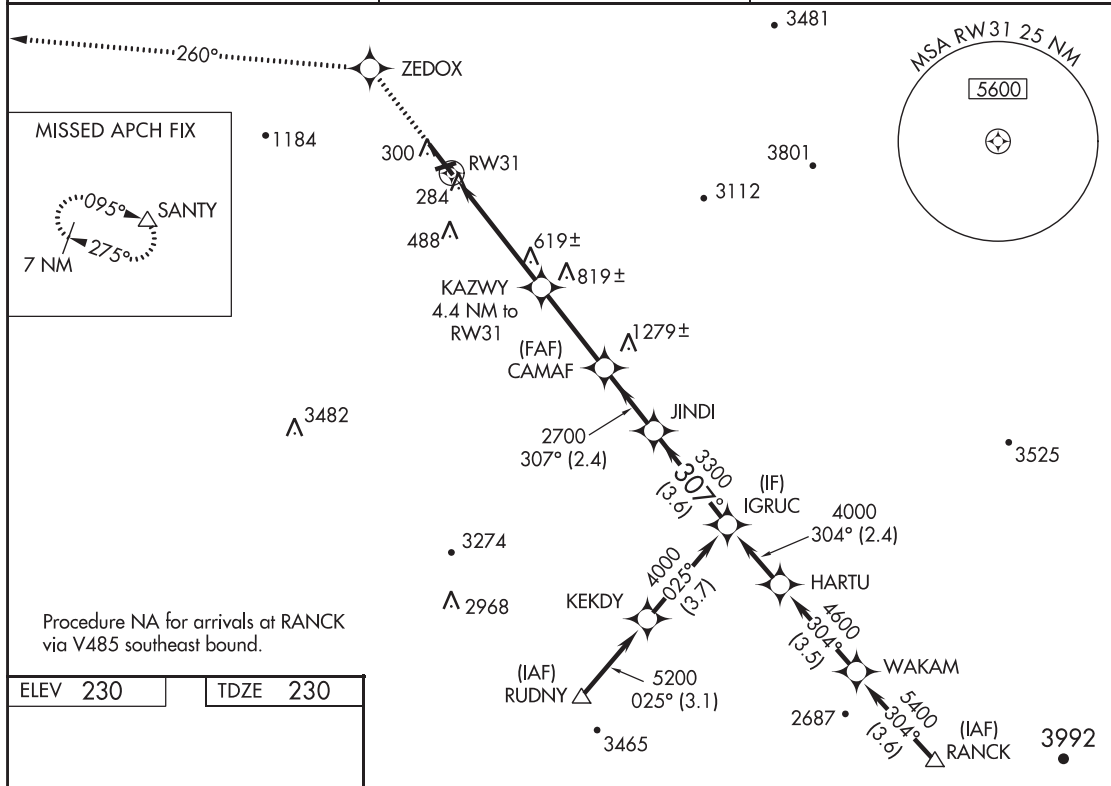 3481
MSA RW31 25 NM
5600
260°
ZEDOX
MISSED APCH FIX
095°
SANTY
275°
7 NM
1184
300
RW31
284
3801
3112
488
619±
819±
KAZWY
4.4 NM to
RW31
1279±
(FAF)
CAMAF
JINDI
2700
307° (2.4)
3482
3525
3300
307°
(3.6)
(IF)
IGRUC
4000
304° (2.4)
3274
2968
4000
025°
(3.7)
KEKDY
HARTU
4600
304°
(3.5)
WAKAM
Procedure NA for arrivals at RANCK
via V485 southeast bound.
(IAF)
RUDNY
5200
025° (3.1)
3465
2687
5400
304°
(3.6)
(IAF)
RANCK
3992
ELEV 230
TDZE 230